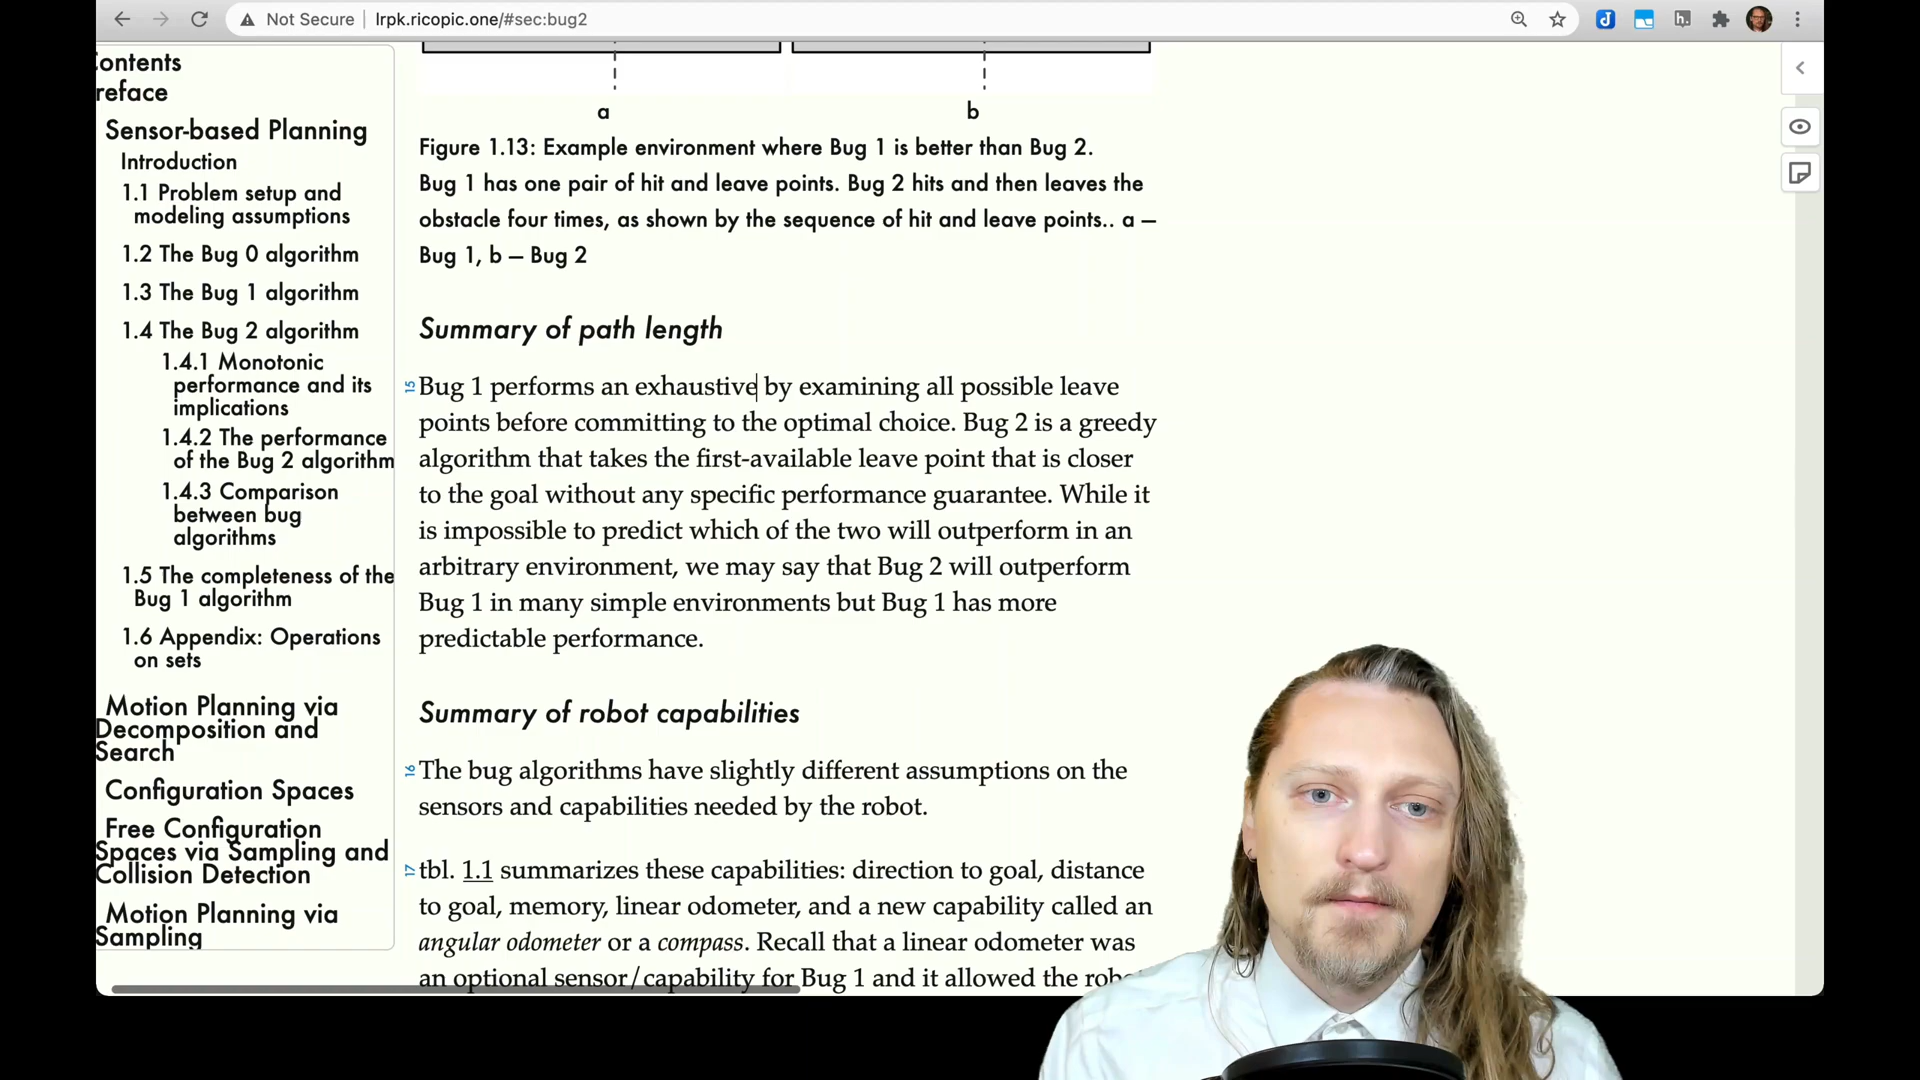 Not Secure | lrpk.ricopic.one/#sec:bug2
Contents
reface
Sensor-based Planning
Introduction
1.1 Problem setup and
modeling assumptions
1.2 The Bug 0 algorithm
1.3 The Bug 1 algorithm
1.4 The Bug 2 algorithm
1.4.1 Monotonic
performance and its
implications
1.4.2 The performance
of the Bug 2 algorithm
1.4.3 Comparison
between bug
algorithms
1.5 The completeness of the
Bug 1 algorithm
1.6 Appendix: Operations
on sets
Motion Planning via
Decomposition and
Search
Configuration Spaces
Free Configuration
Spaces via Sampling and
Collision Detection
Motion Planning via
Sampling
a b
Figure 1.13: Example environment where Bug 1 is better than Bug 2.
Bug 1 has one pair of hit and leave points. Bug 2 hits and then leaves the
obstacle four times, as shown by the sequence of hit and leave points.. a —
Bug 1, b — Bug 2
Summary of path length
15 Bug 1 performs an exhaustive by examining all possible leave
points before committing to the optimal choice. Bug 2 is a greedy
algorithm that takes the first-available leave point that is closer
to the goal without any specific performance guarantee. While it
is impossible to predict which of the two will outperform in an
arbitrary environment, we may say that Bug 2 will outperform
Bug 1 in many simple environments but Bug 1 has more
predictable performance.
Summary of robot capabilities
16 The bug algorithms have slightly different assumptions on the
sensors and capabilities needed by the robot.
17 tbl. 1.1 summarizes these capabilities: direction to goal, distance
to goal, memory, linear odometer, and a new capability called an
angular odometer or a compass. Recall that a linear odometer was
an optional sensor/capability for Bug 1 and it allowed the rob